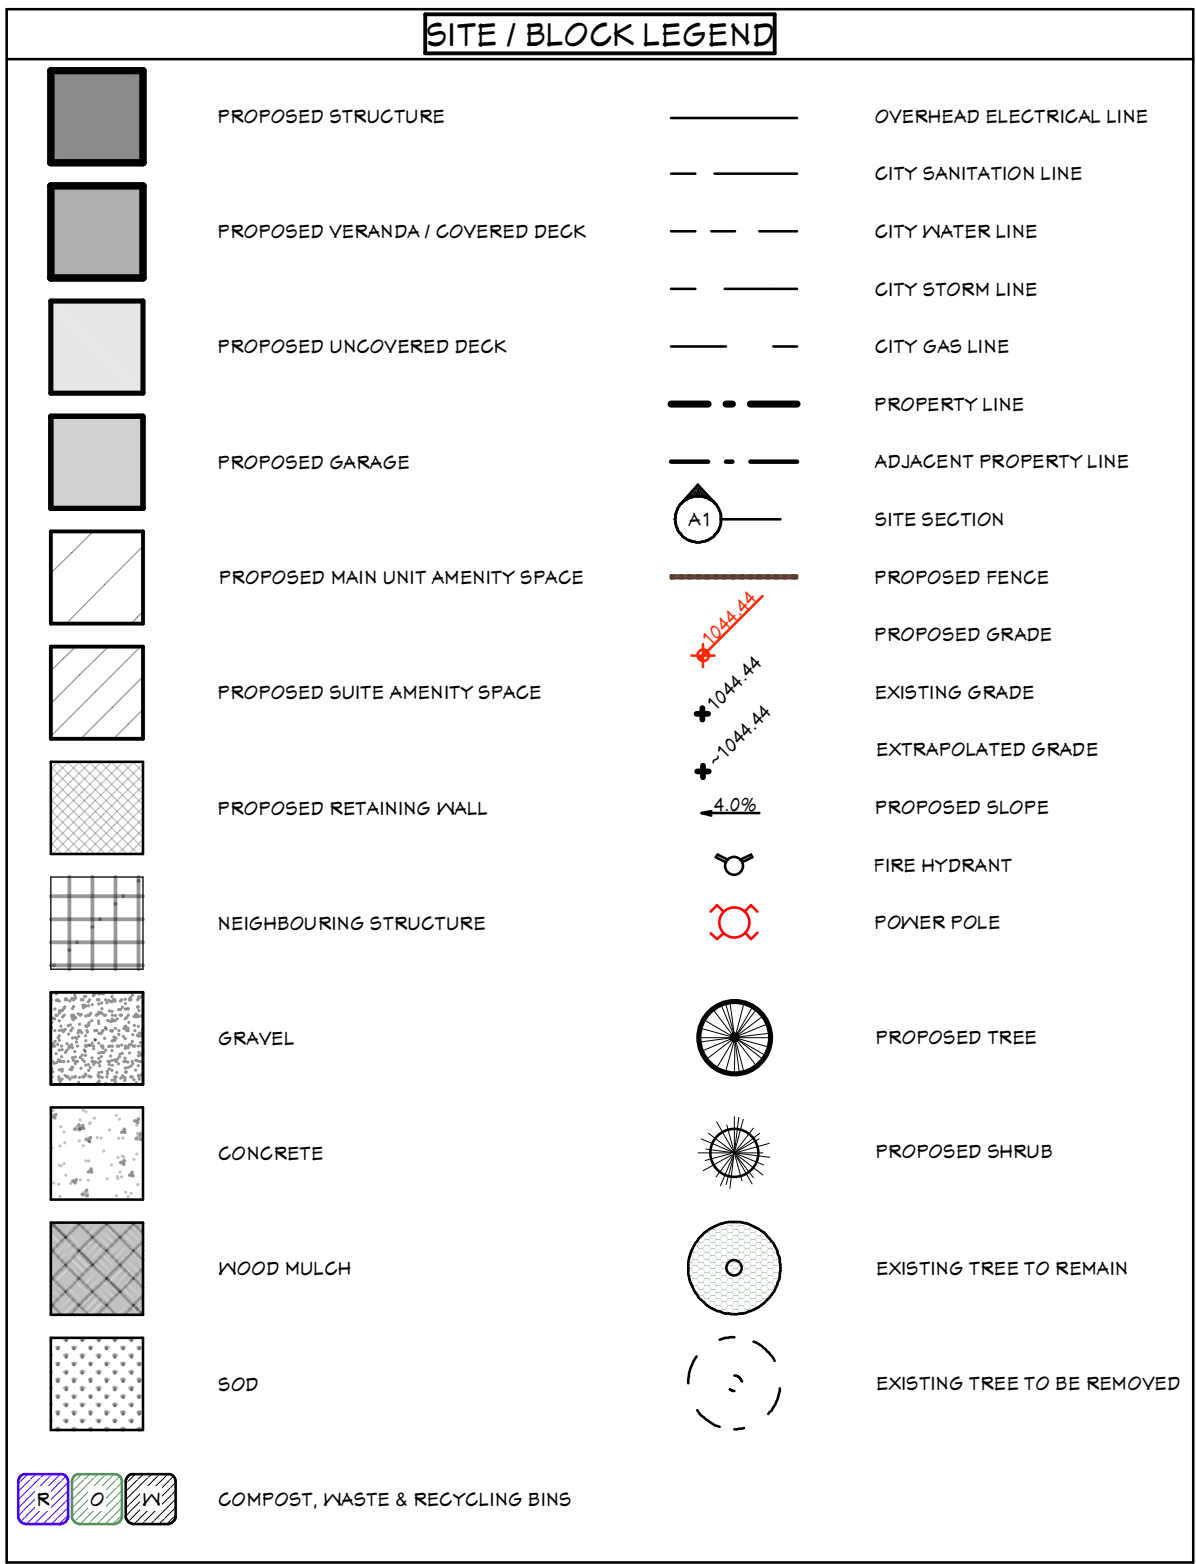 SITE / BLOCK LEGEND
PROPOSED STRUCTURE
PROPOSED VERANDA / COVERED DECK
PROPOSED UNCOVERED DECK
PROPOSED GARAGE
PROPOSED MAIN UNIT AMENITY SPACE
PROPOSED SUITE AMENITY SPACE
PROPOSED RETAINING WALL
NEIGHBOURING STRUCTURE
GRAVEL
CONCRETE
WOOD MULCH
SOD
R O W COMPOST, WASTE & RECYCLING BINS
OVERHEAD ELECTRICAL LINE
CITY SANITATION LINE
CITY WATER LINE
CITY STORM LINE
CITY GAS LINE
PROPERTY LINE
ADJACENT PROPERTY LINE
A1 SITE SECTION
PROPOSED FENCE
1044.44 PROPOSED GRADE
1044.44 EXISTING GRADE
~1044.44 EXTRAPOLATED GRADE
4.0% PROPOSED SLOPE
FIRE HYDRANT
POWER POLE
PROPOSED TREE
PROPOSED SHRUB
EXISTING TREE TO REMAIN
EXISTING TREE TO BE REMOVED